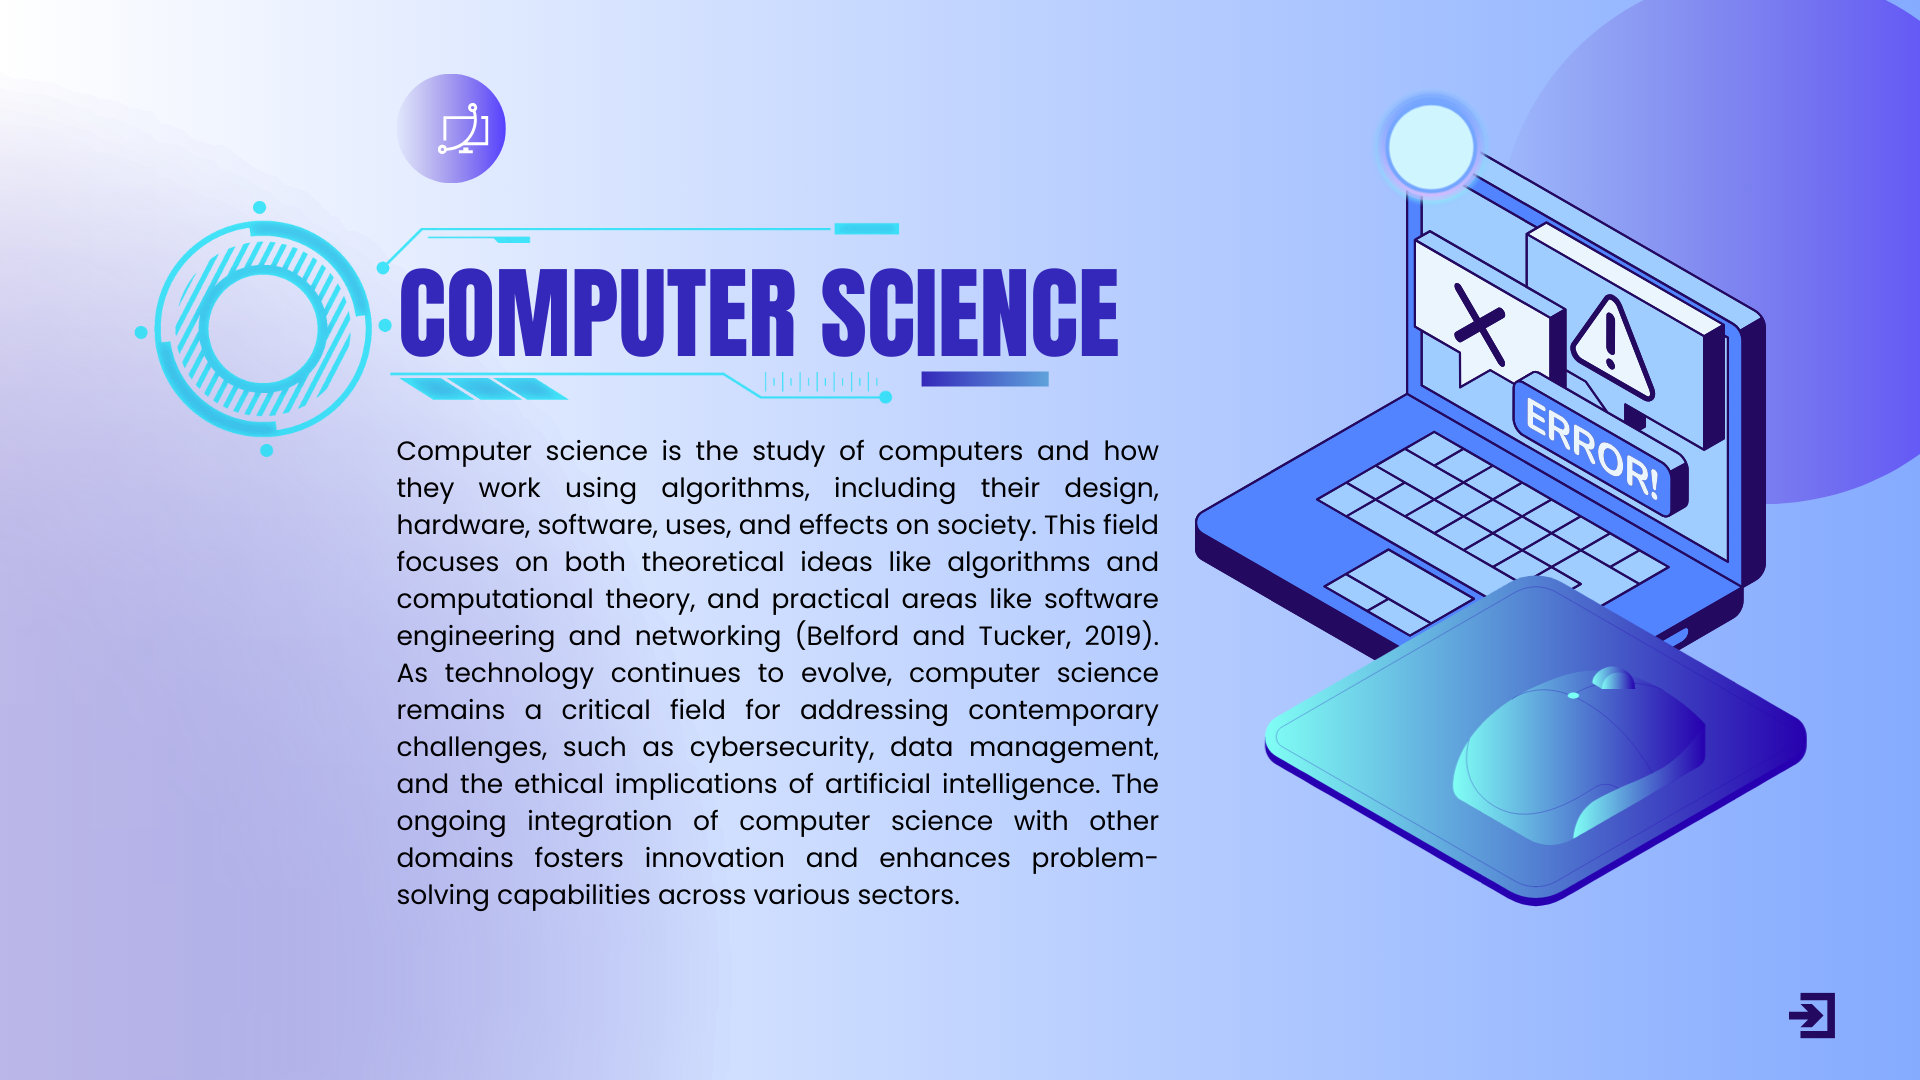 COMPUTER SCIENCE
Computer science is the study of computers and how
they work using algorithms, including their design,
hardware, software, uses, and effects on society. This field
focuses on both theoretical ideas like algorithms and
computational theory, and practical areas like software
engineering and networking (Belford and Tucker, 2019).
As technology continues to evolve, computer science
remains a critical field for addressing contemporary
challenges, such as cybersecurity, data management,
and the ethical implications of artificial intelligence. The
ongoing integration of computer science with other
domains fosters innovation and enhances problem-
solving capabilities across various sectors.
ERROR!